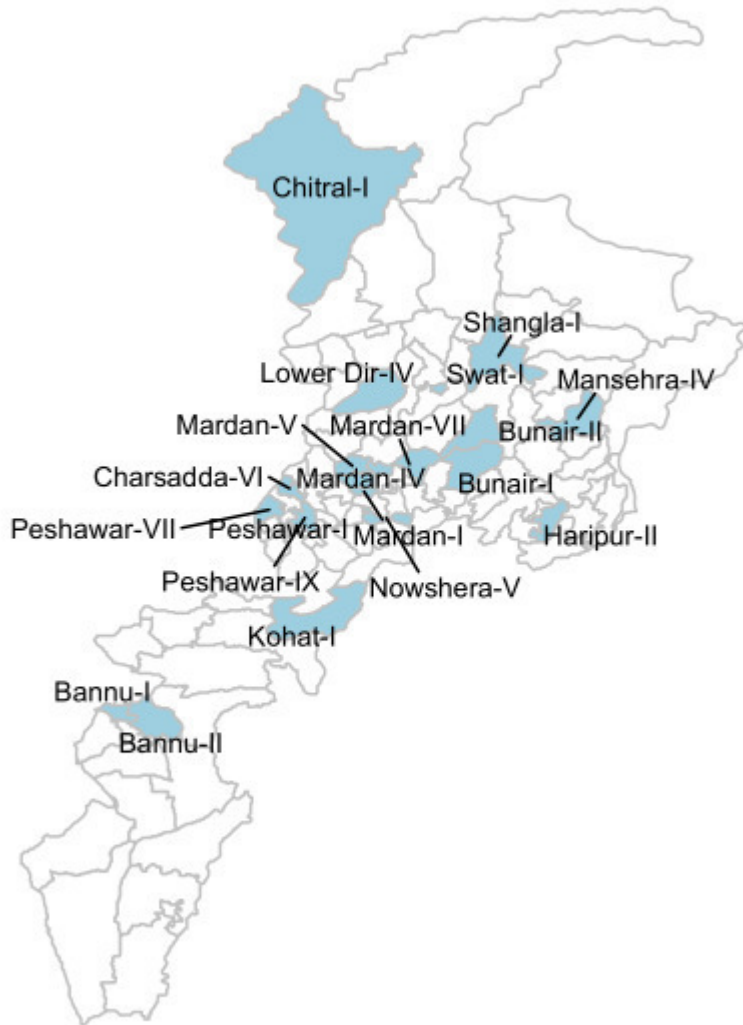 Chitral-I
Shangla-I
Lower Dir-IV
Swat-I
Mansehra-IV
Mardan-V
Mardan-VII
Bunair-II
Charsadda-VI
Mardan-IV
Bunair-I
Peshawar-VII
Peshawar-I
Mardan-I
Haripur-II
Peshawar-IX
Nowshera-V
Kohat-I
Bannu-I
Bannu-II